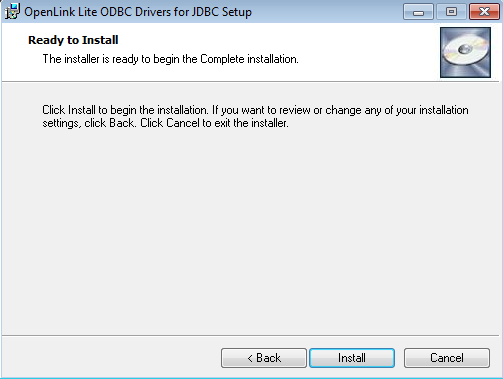 OpenLink Lite ODBC Drivers for JDBC Setup
Ready to Install
The installer is ready to begin the Complete installation.
Click Install to begin the installation. If you want to review or change any of your installation
settings, click Back. Click Cancel to exit the installer.
< Back Install Cancel